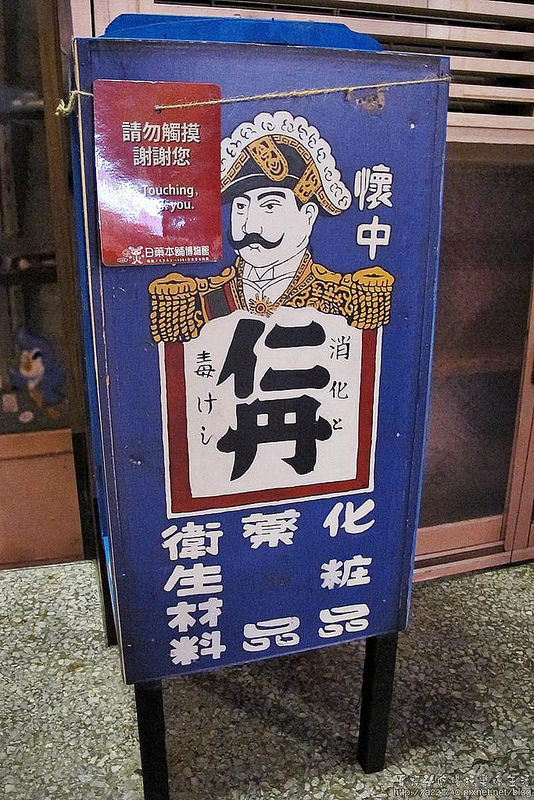 請勿觸摸
謝謝您
Touching,
you.
日藥本舖博物館
懷中
仁丹
消化と
毒けし
化粧品
薬品
衛生材料